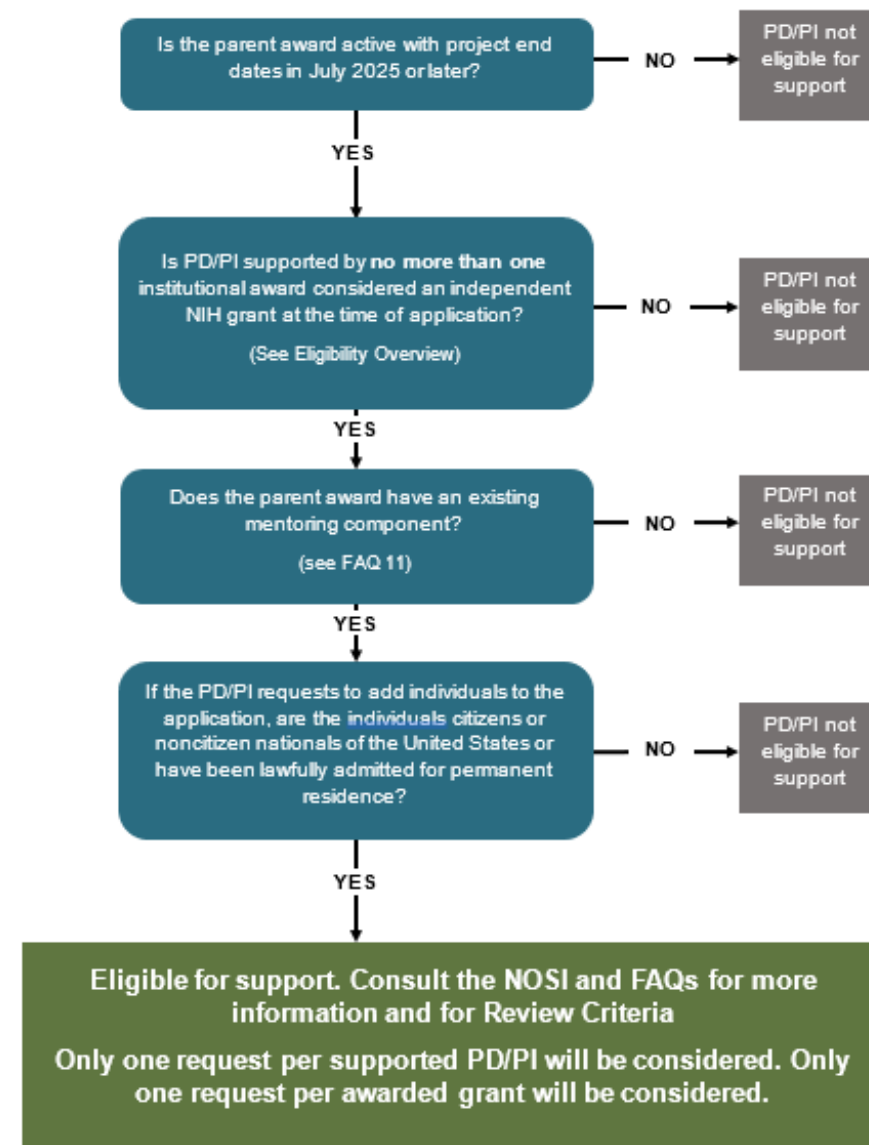 Is the parent award active with project end
dates in July 2025 or later?
NO
PD/PI not
eligible for
support
YES
Is PD/PI supported by no more than one
institutional award considered an independent
NIH grant at the time of application?
(See Eligibility Overview)
NO
PD/PI not
eligible for
support
YES
Does the parent award have an existing
mentoring component?
(see FAQ 11)
NO
PD/PI not
eligible for
support
YES
If the PD/PI requests to add individuals to the
application, are the individuals citizens or
noncitizen nationals of the United States or
have been lawfully admitted for permanent
residence?
NO
PD/PI not
eligible for
support
YES
Eligible for support. Consult the NOSI and FAQs for more
information and for Review Criteria
Only one request per supported PD/PI will be considered. Only
one request per awarded grant will be considered.